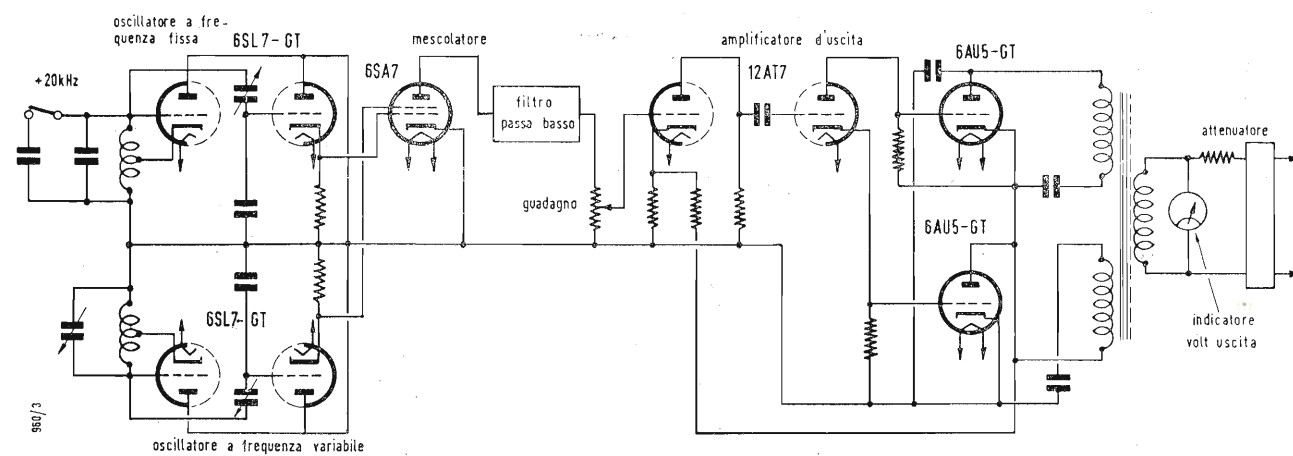 oscillatore a fre-
quenza fissa
6SL7-GT
+20kHz
mescolatore
6SA7
filtro
passa basso
guadagno
amplificatore d'uscita
12AT7
6AU5-GT
attenuatore
6AU5-GT
indicatore
volt uscita
6SL7-GT
960/3
oscillatore a frequenza variabile